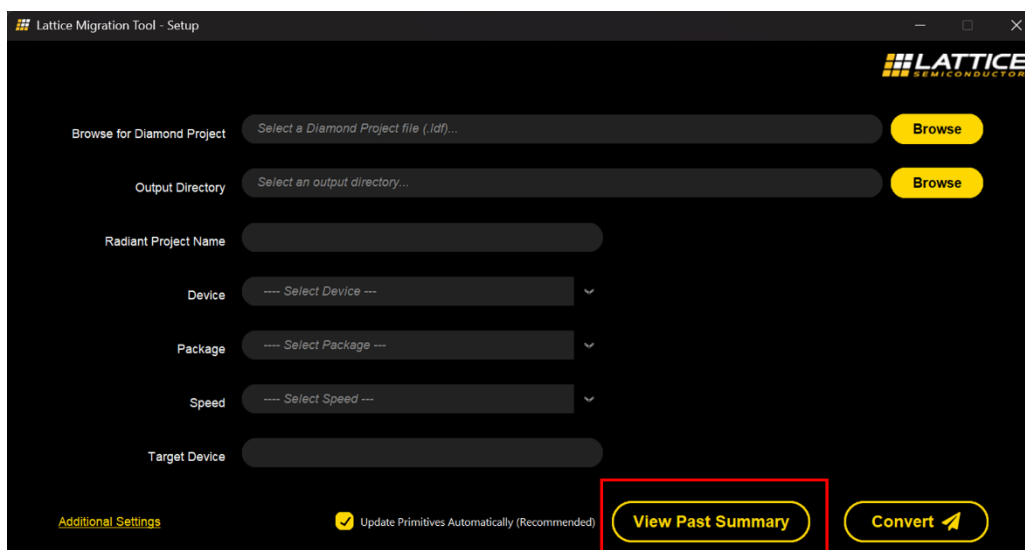 Lattice Migration Tool - Setup
LATTICE
SEMICONDUCTOR
Browse for Diamond Project
Select a Diamond Project file (.ldf)...
Browse
Output Directory
Select an output directory...
Browse
Radiant Project Name
Device
---- Select Device ---
Package
---- Select Package ---
Speed
---- Select Speed ---
Target Device
Additional Settings
Update Primitives Automatically (Recommended)
View Past Summary
Convert